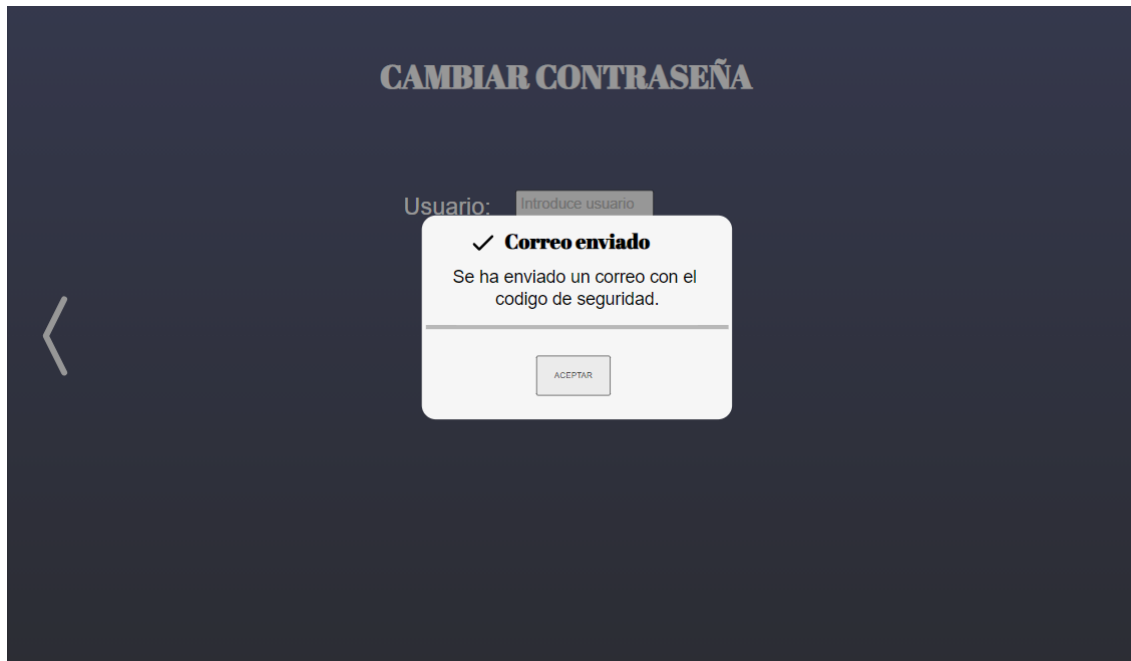 CAMBIAR CONTRASEÑA
Usuario: Introduce usuario
Correo enviado
Se ha enviado un correo con el
codigo de seguridad.
ACEPTAR